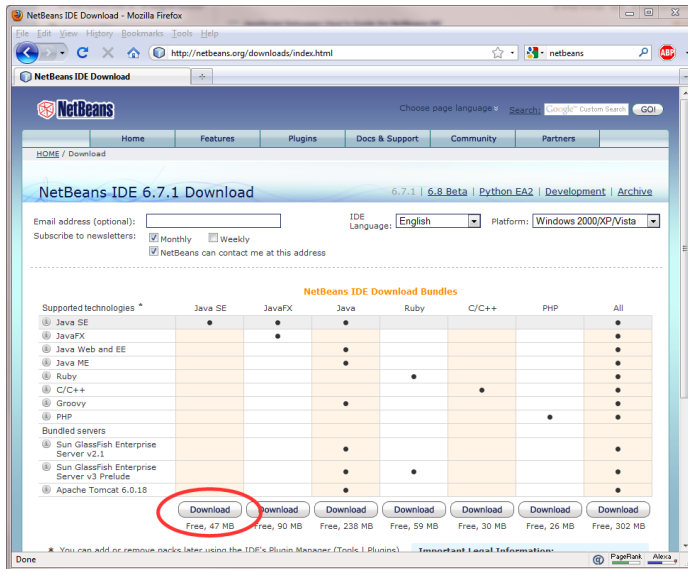 NetBeans IDE Download - Mozilla Firefox
File Edit View History Bookmarks Tools Help
http://netbeans.org/downloads/index.html
netbeans
ABP
NetBeans IDE Download
NetBeans
Choose page language
Search: Google™ Custom Search GO!
Home Features Plugins Docs & Support Community Partners
HOME / Download
NetBeans IDE 6.7.1 Download
6.7.1 | 6.8 Beta | Python EA2 | Development | Archive
Email address (optional):
IDE Language: English
Platform: Windows 2000/XP/Vista
Subscribe to newsletters: Monthly Weekly
NetBeans can contact me at this address
NetBeans IDE Download Bundles
Supported technologies * Java SE JavaFX Java Ruby C/C++ PHP All
Java SE
JavaFX
Java Web and EE
Java ME
Ruby
C/C++
Groovy
PHP
Bundled servers
Sun GlassFish Enterprise
Server v2.1
Sun GlassFish Enterprise
Server v3 Prelude
Apache Tomcat 6.0.18
Download Download Download Download Download Download Download
Free, 47 MB Free, 90 MB Free, 238 MB Free, 59 MB Free, 30 MB Free, 26 MB Free, 302 MB
* You can add or remove packs later using the IDE's Plugin Manager (Tools | Plugins). Important Legal Information:
Done
PageRank Alexa